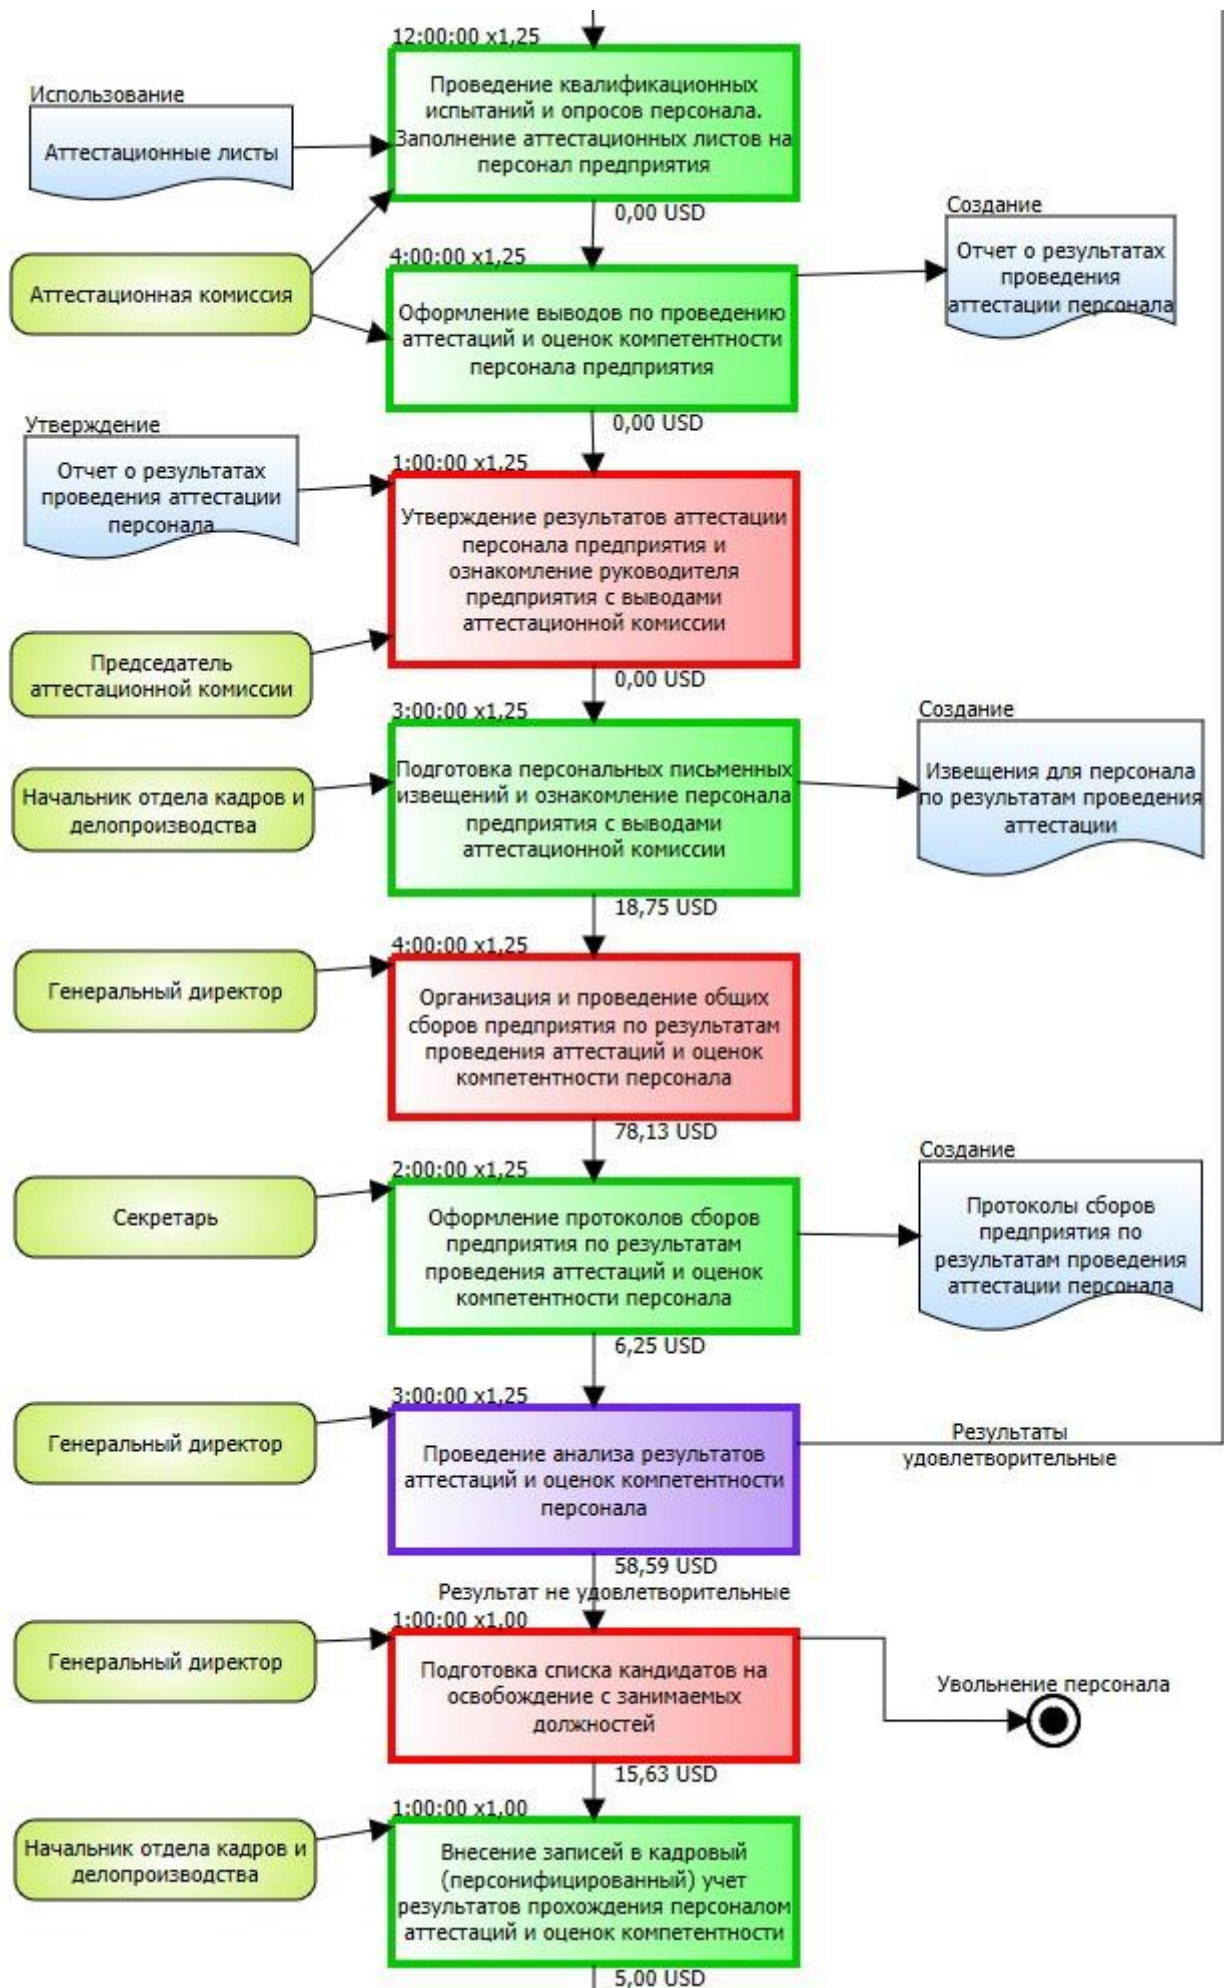 12:00:00 x1,25
Проведение квалификационных
испытаний и опросов персонала.
Заполнение аттестационных листов на
персонал предприятия
0,00 USD
Использование
Аттестационные листы
Аттестационная комиссия
4:00:00 x1,25
Оформление выводов по проведению
аттестаций и оценок компетентности
персонала предприятия
0,00 USD
Создание
Отчет о результатах
проведения
аттестации персонала
Утверждение
Отчет о результатах
проведения аттестации
персонала
1:00:00 x1,25
Утверждение результатов аттестации
персонала предприятия и
ознакомление руководителя
предприятия с выводами
аттестационной комиссии
0,00 USD
Председатель
аттестационной комиссии
3:00:00 x1,25
Подготовка персональных письменных
извещений и ознакомление персонала
предприятия с выводами
аттестационной комиссии
18,75 USD
Начальник отдела кадров и
делопроизводства
Создание
Извещения для персонала
по результатам проведения
аттестации
4:00:00 x1,25
Генеральный директор
Организация и проведение общих
сборов предприятия по результатам
проведения аттестаций и оценок
компетентности персонала
78,13 USD
2:00:00 x1,25
Секретарь
Оформление протоколов сборов
предприятия по результатам
проведения аттестаций и оценок
компетентности персонала
6,25 USD
Создание
Протоколы сборов
предприятия по
результатам проведения
аттестации персонала
3:00:00 x1,25
Генеральный директор
Проведение анализа результатов
аттестаций и оценок компетентности
персонала
58,59 USD
Результаты
удовлетворительные
Результат не удовлетворительные
1:00:00 x1,00
Генеральный директор
Подготовка списка кандидатов на
освобождение с занимаемых
должностей
15,63 USD
Увольнение персонала
1:00:00 x1,00
Начальник отдела кадров и
делопроизводства
Внесение записей в кадровый
(персонифицированный) учет
результатов прохождения персоналом
аттестаций и оценок компетентности
5,00 USD